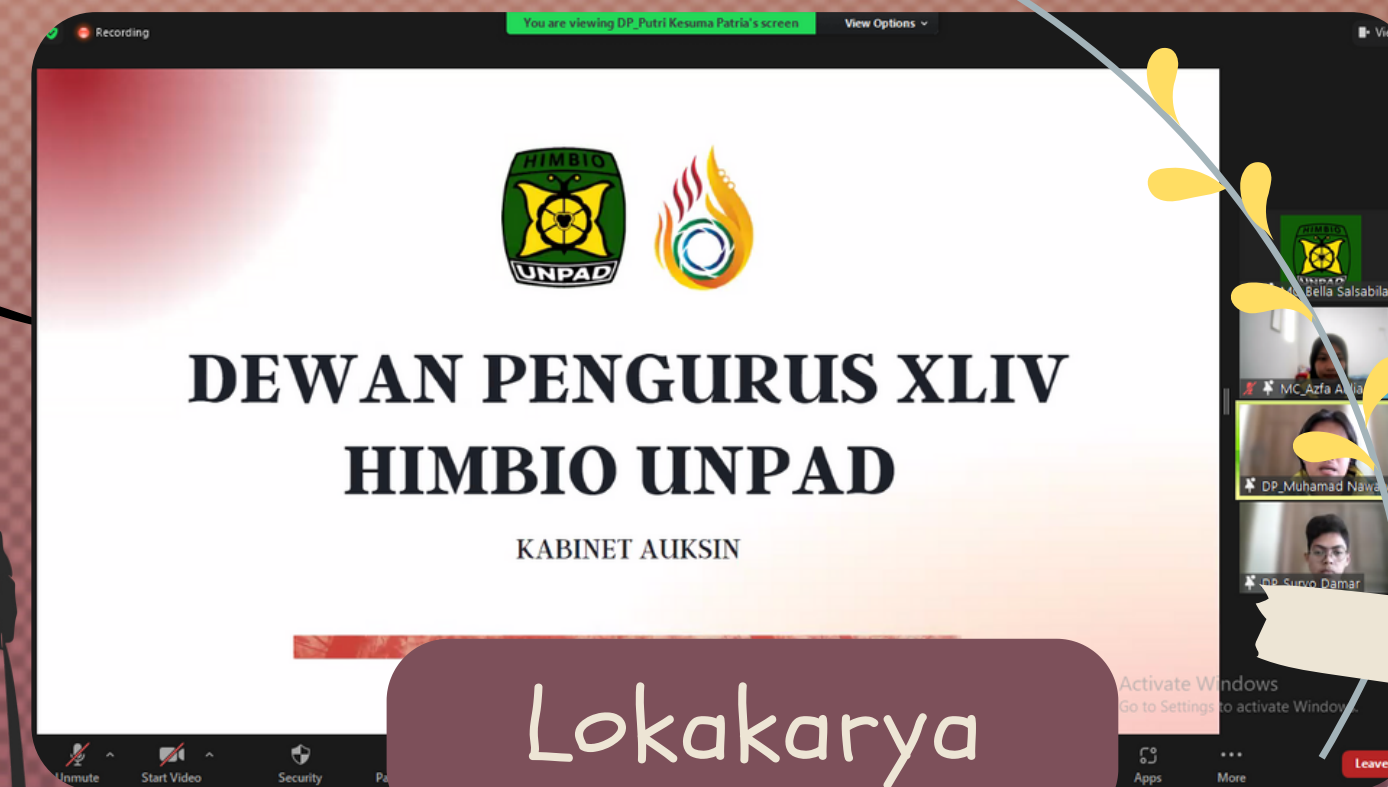 Recording
You are viewing DP_Putri Kesuma Patria's screen
View Options
HIMBIO
UNPAD
DEWAN PENGURUS XLIV
HIMBIO UNPAD
KABINET AUKSIN
HIMBIO
UNPAD
Bella Salsabila
MC_Azfa
DP_Muhamad
DP_Suryo Damar
Activate Windows
Go to Settings to activate Windows.
Lokakarya
Unmute
Start Video
Security
Apps
More
Leave